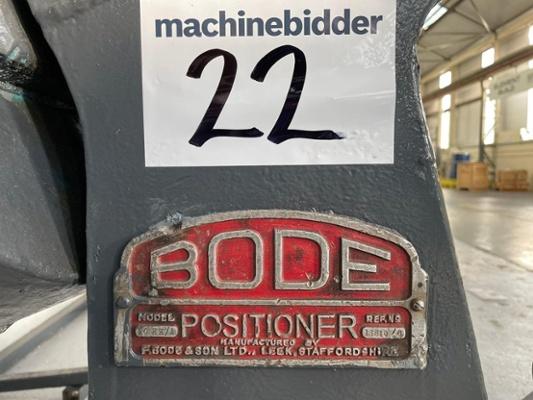 machinebidder
22
BODE
MODEL
REF. NO
POSITIONER
MANUFACTURED BY
F. BODE & SON LTD., LEEK, STAFFORDSHIRE